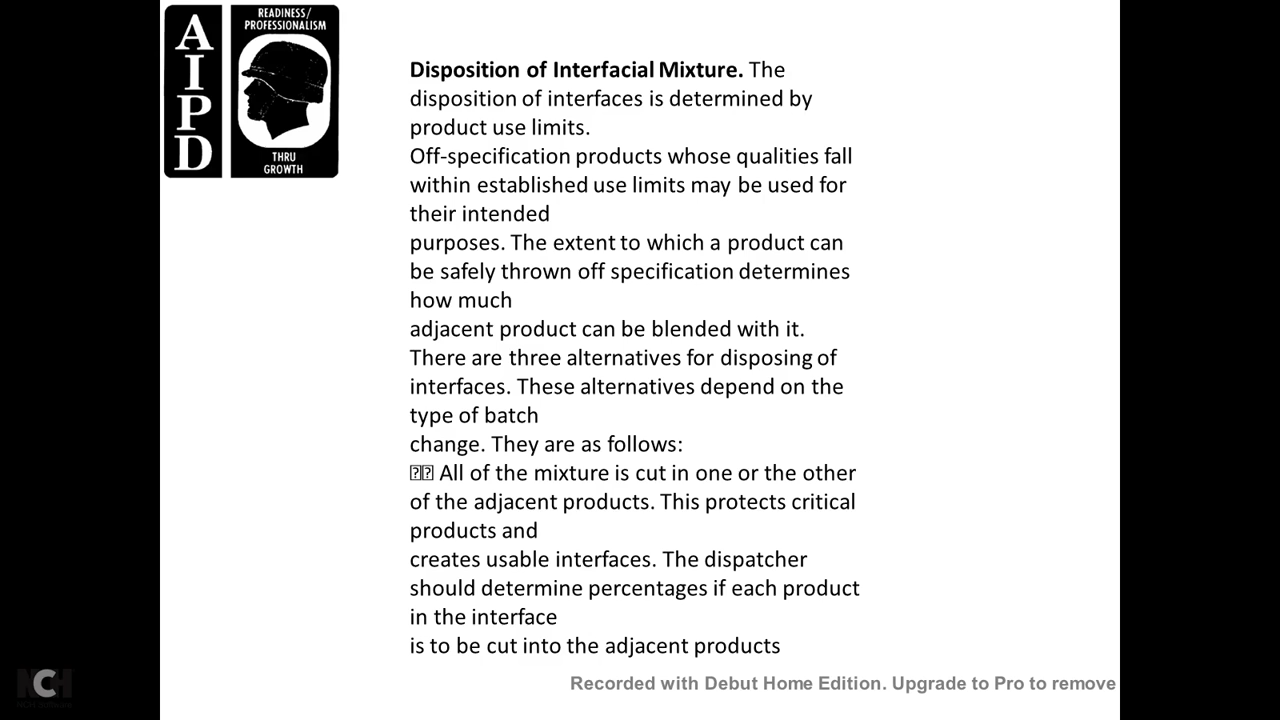 AIPD
READINESS/
PROFESSIONALISM
THRU
GROWTH
Disposition of Interfacial Mixture. The
disposition of interfaces is determined by
product use limits.
Off-specification products whose qualities fall
within established use limits may be used for
their intended
purposes. The extent to which a product can
be safely thrown off specification determines
how much
adjacent product can be blended with it.
There are three alternatives for disposing of
interfaces. These alternatives depend on the
type of batch
change. They are as follows:
All of the mixture is cut in one or the other
of the adjacent products. This protects critical
products and
creates usable interfaces. The dispatcher
should determine percentages if each product
in the interface
is to be cut into the adjacent products
NCH
Recorded with Debut Home Edition. Upgrade to Pro to remove